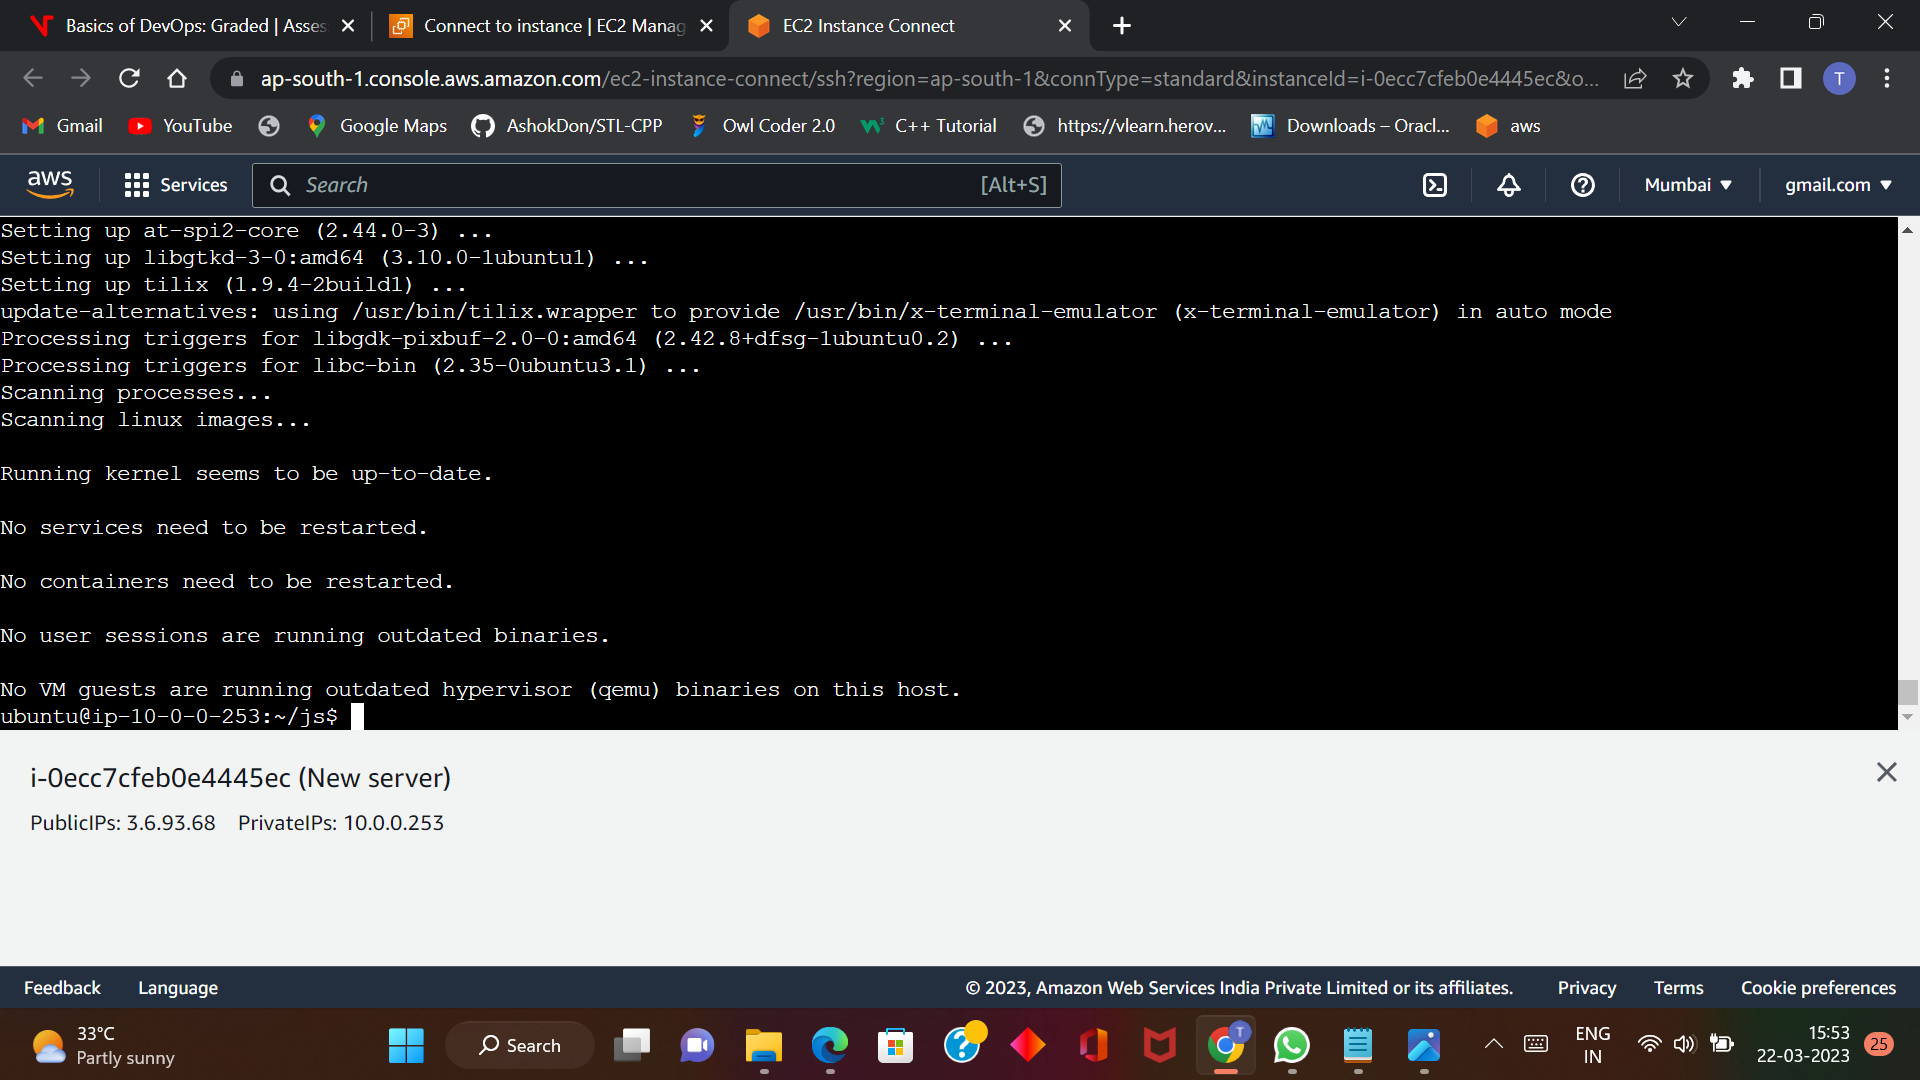 Basics of DevOps: Graded | Asses
Connect to instance | EC2 Manag
EC2 Instance Connect
ap-south-1.console.aws.amazon.com/ec2-instance-connect/ssh?region=ap-south-1&connType=standard&instanceId=i-0ecc7cfeb0e4445ec&o...
T
Gmail
YouTube
Google Maps
AshokDon/STL-CPP
Owl Coder 2.0
C++ Tutorial
https://vlearn.herov...
Downloads – Oracl...
aws
aws
Services
Search
[Alt+S]
Mumbai
gmail.com
Setting up at-spi2-core (2.44.0-3) ...
Setting up libgtkd-3-0:amd64 (3.10.0-1ubuntu1) ...
Setting up tilix (1.9.4-2build1) ...
update-alternatives: using /usr/bin/tilix.wrapper to provide /usr/bin/x-terminal-emulator (x-terminal-emulator) in auto mode
Processing triggers for libgdk-pixbuf-2.0-0:amd64 (2.42.8+dfsg-1ubuntu0.2) ...
Processing triggers for libc-bin (2.35-0ubuntu3.1) ...
Scanning processes...
Scanning linux images...
Running kernel seems to be up-to-date.
No services need to be restarted.
No containers need to be restarted.
No user sessions are running outdated binaries.
No VM guests are running outdated hypervisor (qemu) binaries on this host.
ubuntu@ip-10-0-0-253:~/js$
i-0ecc7cfeb0e4445ec (New server)
PublicIPs: 3.6.93.68 PrivateIPs: 10.0.0.253
Feedback
Language
© 2023, Amazon Web Services India Private Limited or its affiliates.
Privacy
Terms
Cookie preferences
33°C
Partly sunny
Search
T
ENG
IN
15:53
22-03-2023
25